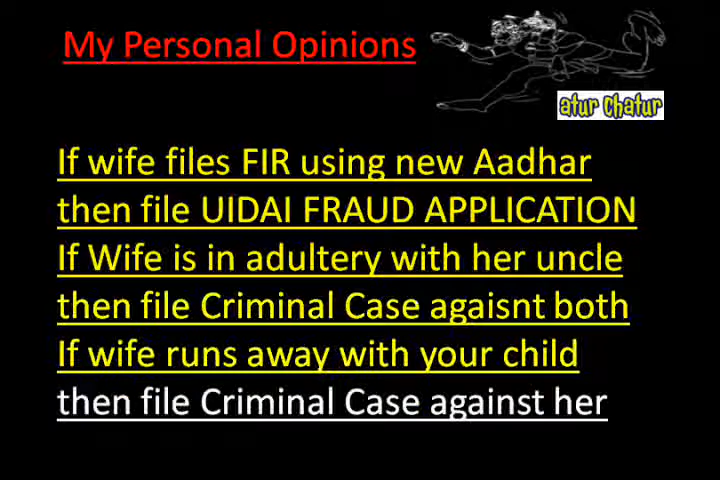 My Personal Opinions
atur chatur
If wife files FIR using new Aadhar
then file UIDAI FRAUD APPLICATION
If Wife is in adultery with her uncle
then file Criminal Case agaisnt both
If wife runs away with your child
then file Criminal Case against her